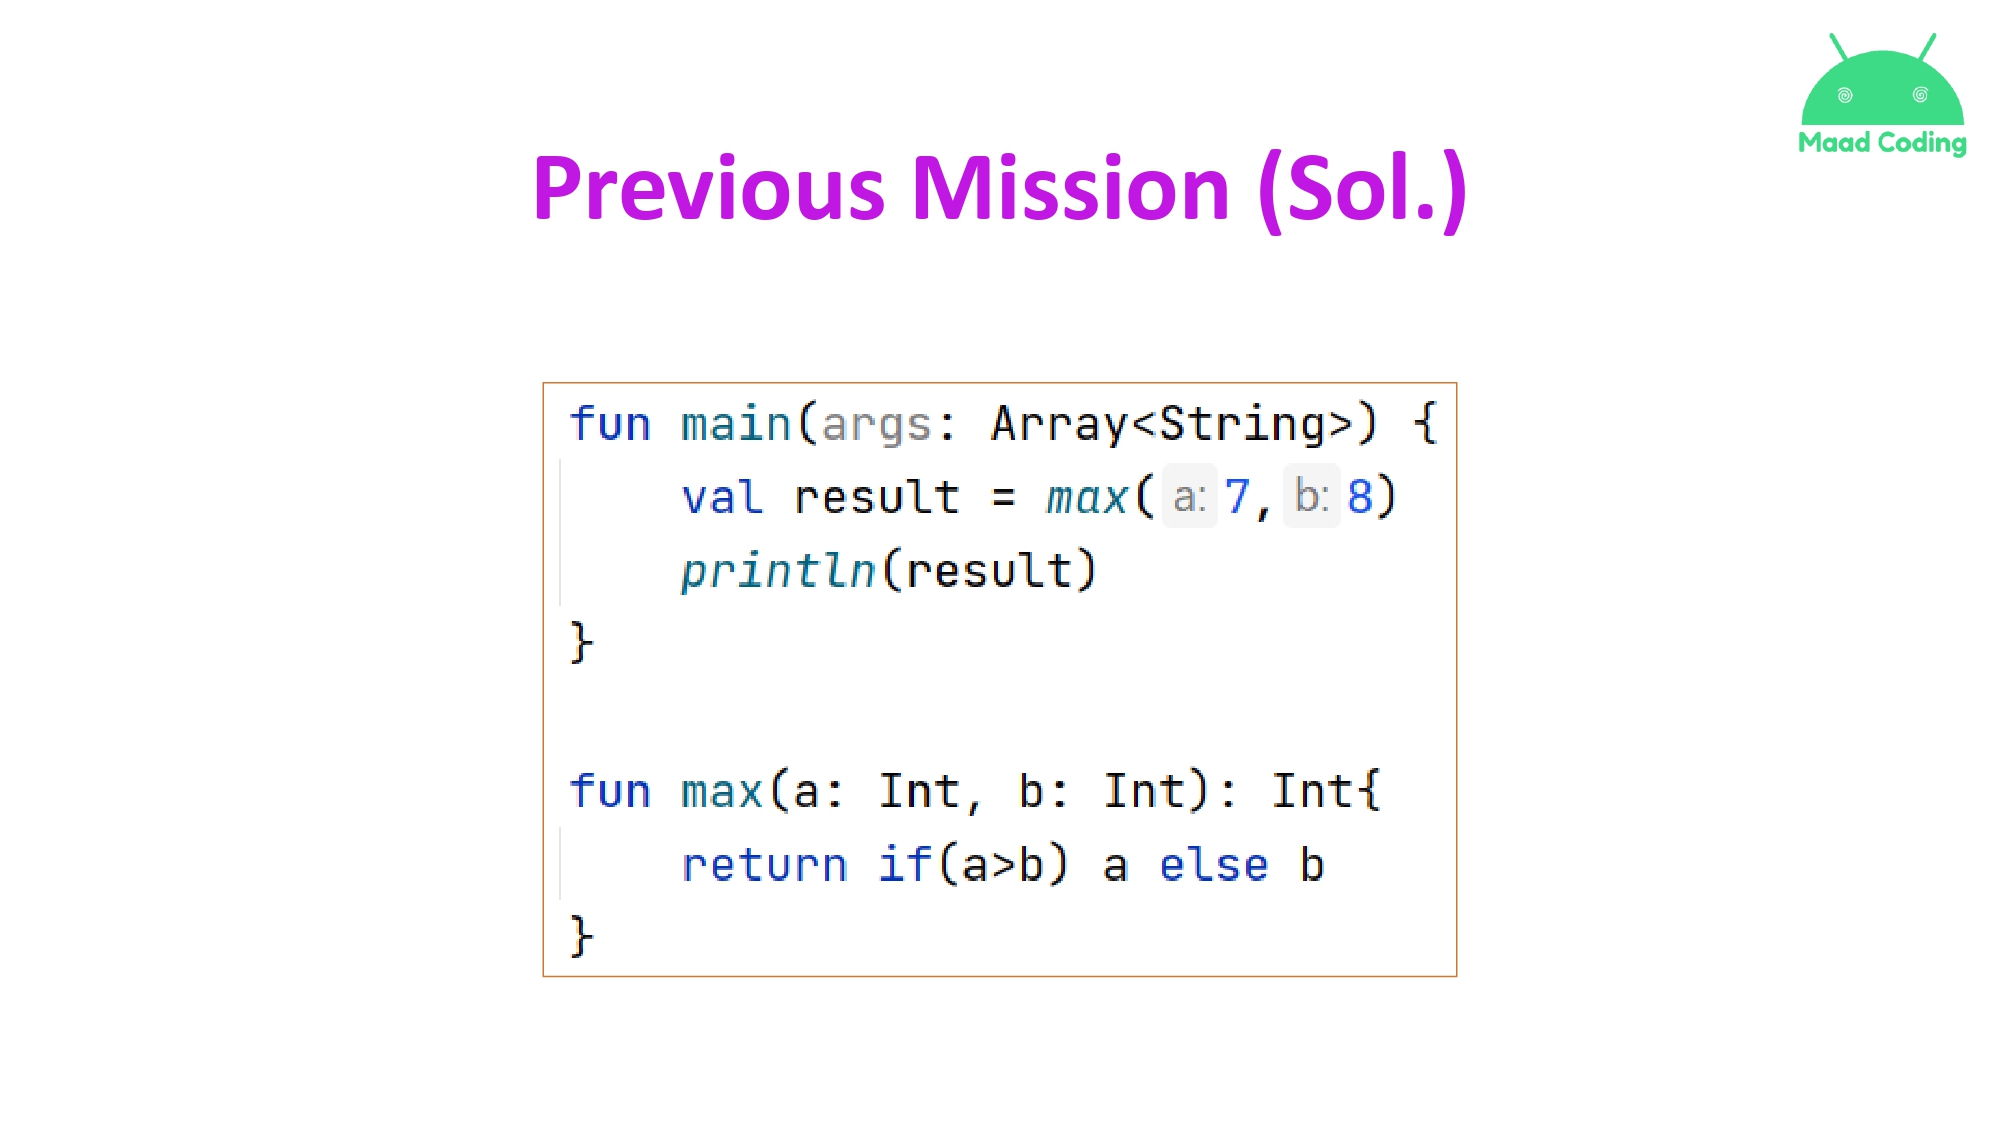 Maad Coding
Previous Mission (Sol.)
fun main(args: Array<String>) {
    val result = max( a: 7, b: 8)
    println(result)
}
fun max(a: Int, b: Int): Int{
    return if(a>b) a else b
}